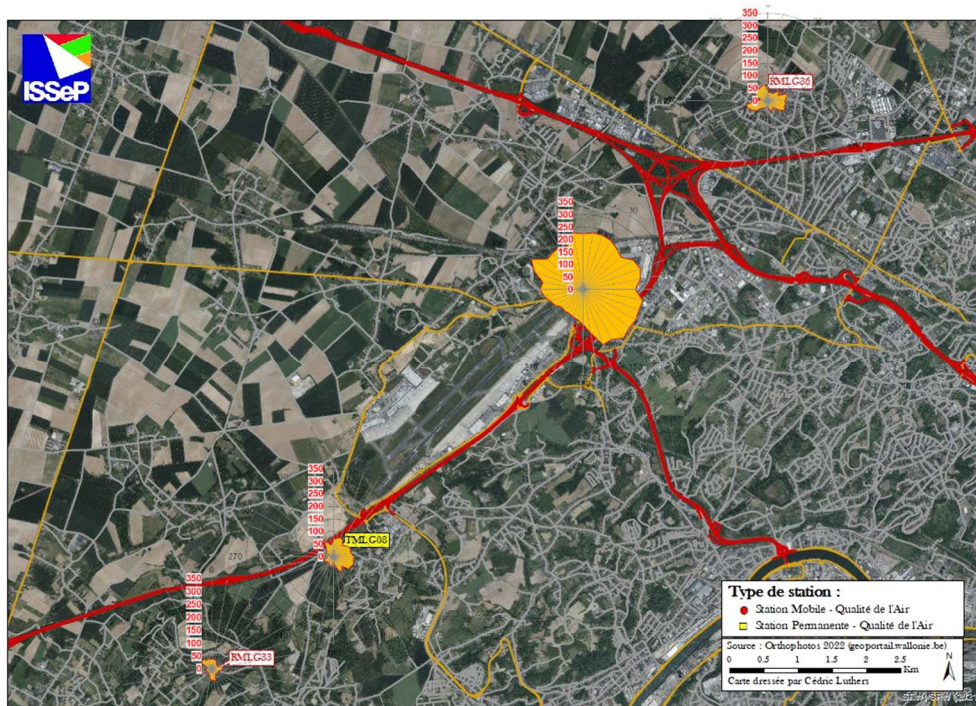 ISSeP
350
300
250
200
150
100
50
0
RMLG36
350
300
250
200
150
100
50
0
30
350
300
250
200
150
100
50
0
TMLG08
270
0
350
300
250
200
150
100
50
0
RMLG33
Type de station :
Station Mobile - Qualité de l'Air
Station Permanente - Qualité de l'Air
Source : Orthophotos 2022 (geoportail.wallonie.be)
N
0 0.5 1 1.5 2 2.5
Km
Carte dressée par Cédric Luthers